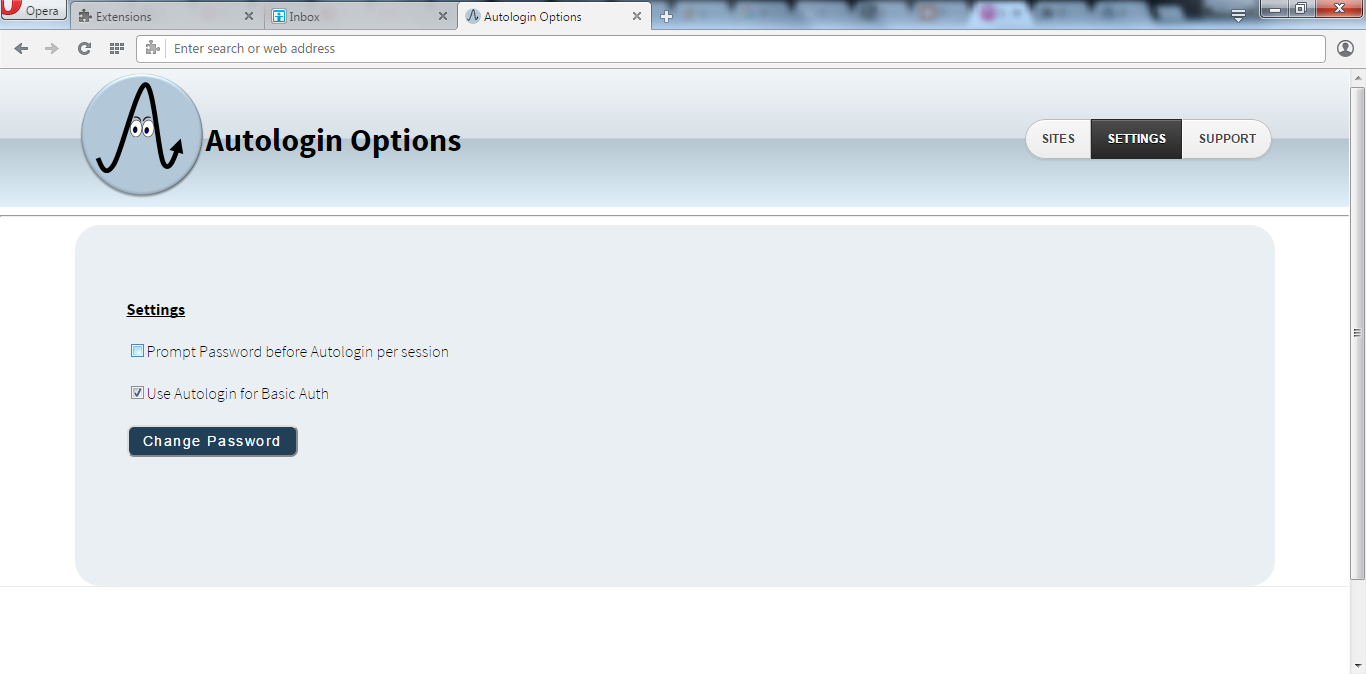 Opera
Extensions
Inbox
Autologin Options
Enter search or web address
Autologin Options
SITES
SETTINGS
SUPPORT
Settings
Prompt Password before Autologin per session
Use Autologin for Basic Auth
Change Password